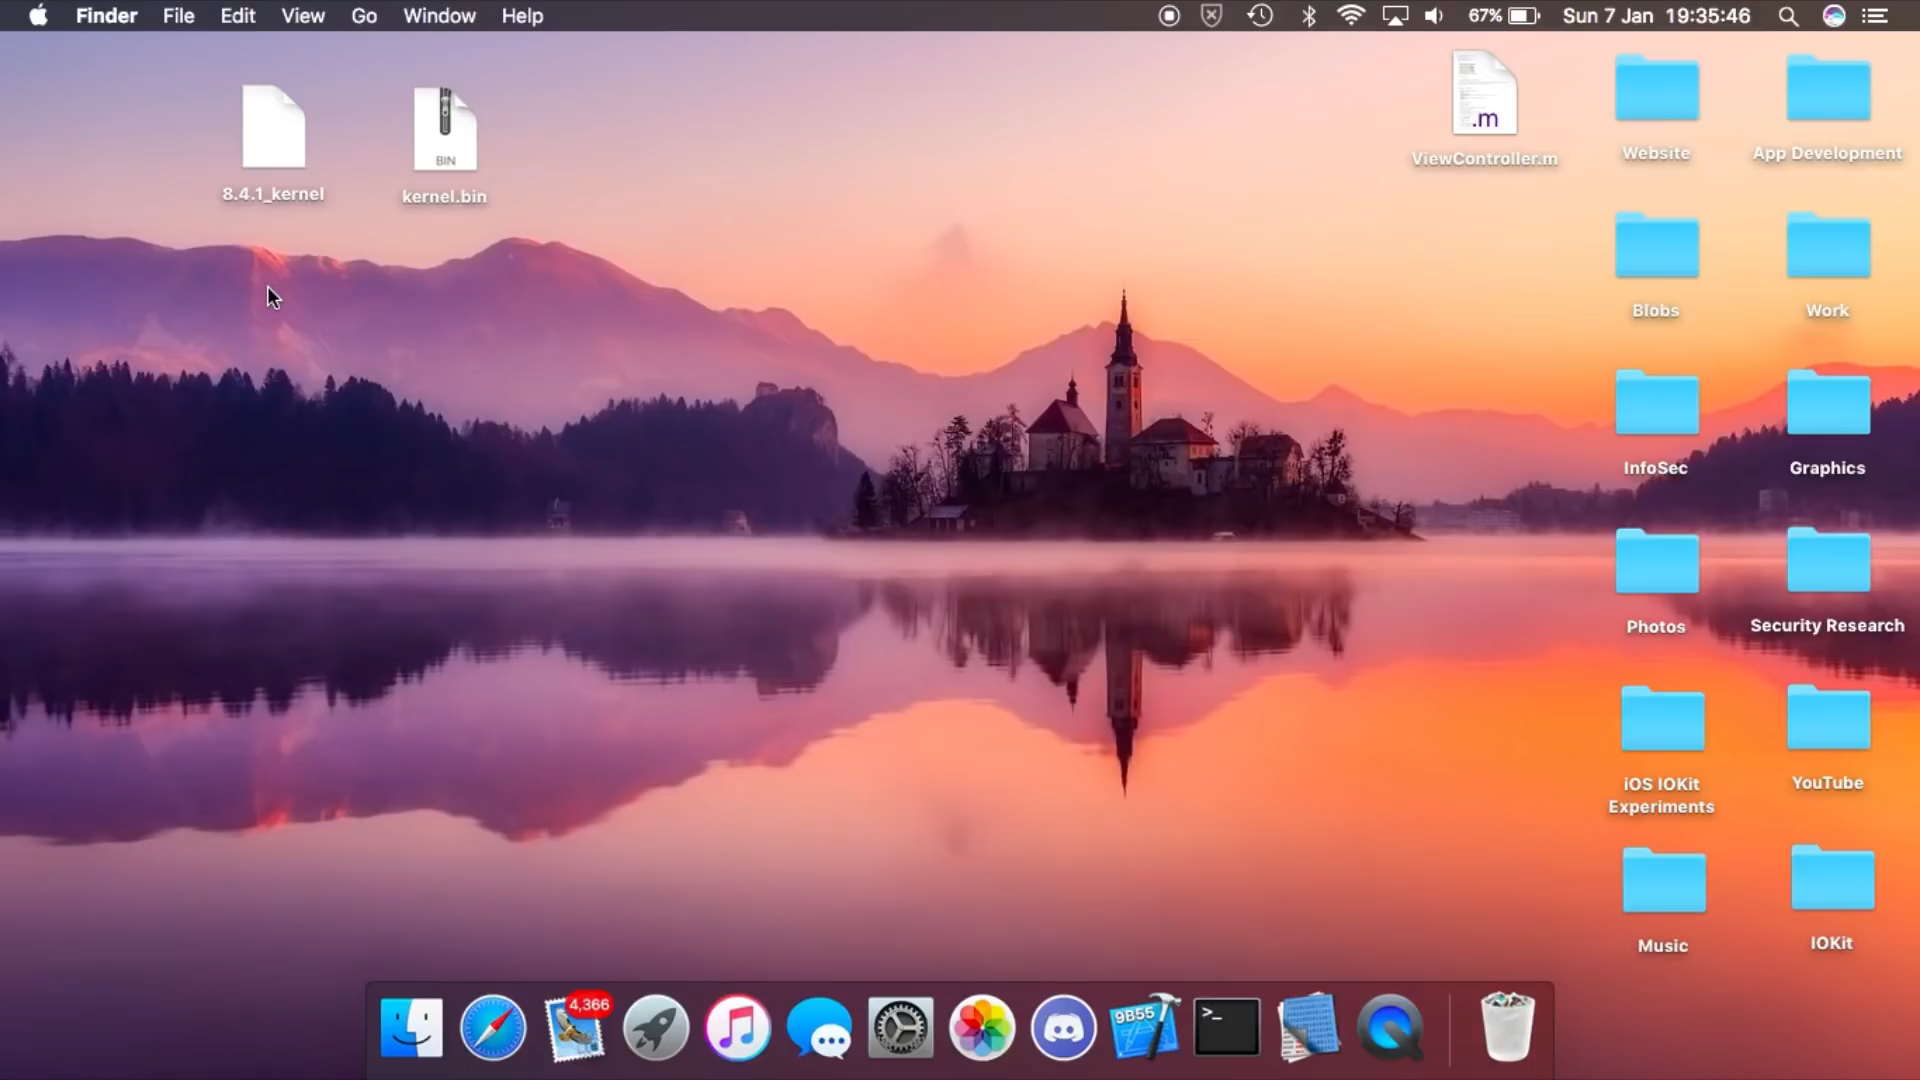 Finder File Edit View Go Window Help 67% Sun 7 Jan 19:35:46
8.4.1_kernel
BIN
kernel.bin
.m
ViewController.m
Website
App Development
Blobs
Work
InfoSec
Graphics
Photos
Security Research
iOS IOKit
Experiments
YouTube
Music
IOKit
4,366
9B55
>_